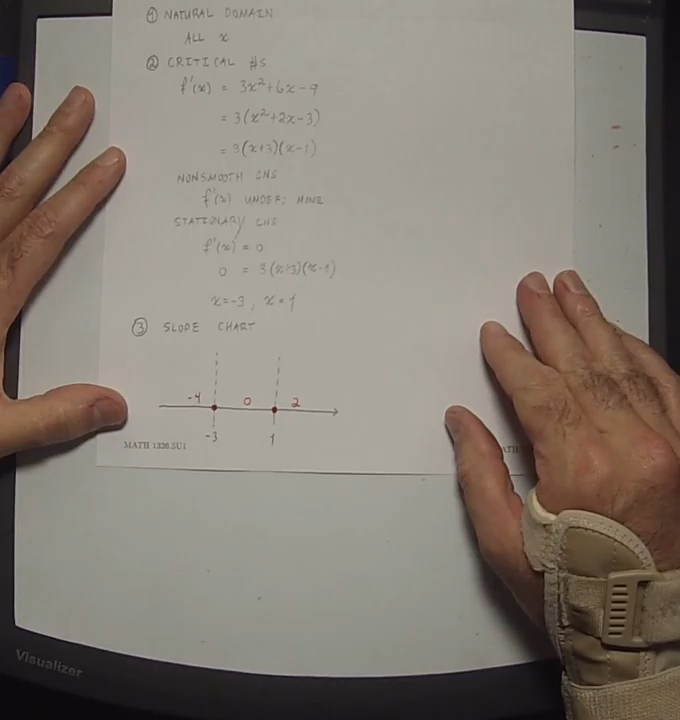 ① NATURAL DOMAIN
ALL x
② CRITICAL #S
f'(x) = 3x²+6x-9
= 3(x²+2x-3)
= 3(x+3)(x-1)
NONSMOOTH CNS
f'(x) UNDEF: NONE
STATIONARY CNS
f'(x) = 0
0 = 3(x+3)(x-1)
x=-3, x=1
③ SLOPE CHART
-4 0 2
-3 1
MATH 1326.5U1
Visualizer